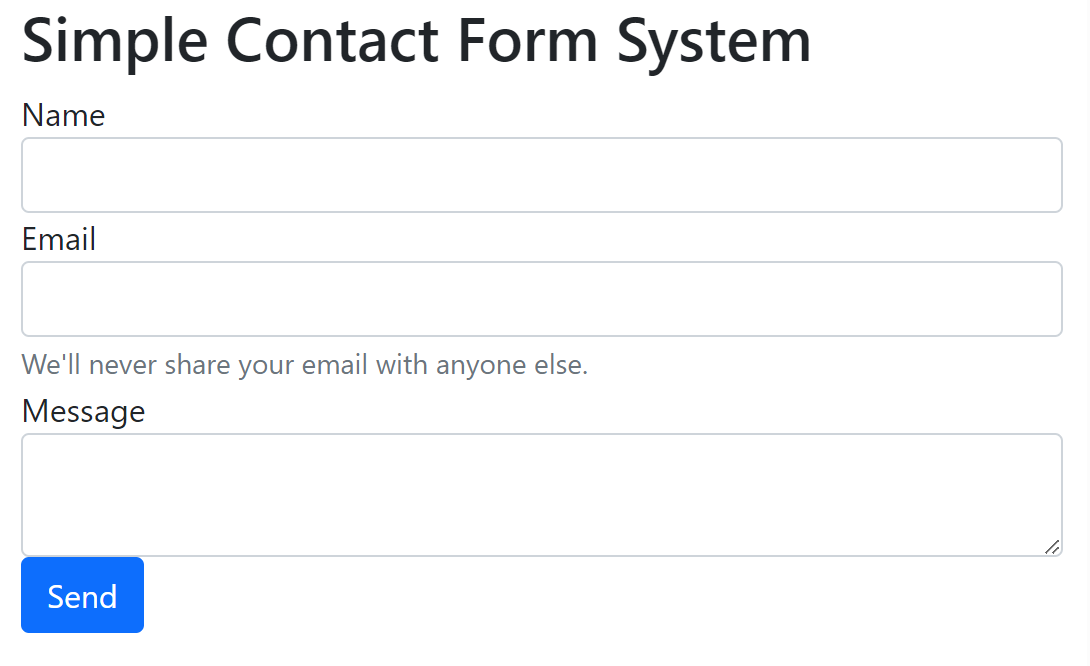 Simple Contact Form System
Name
Email
We'll never share your email with anyone else.
Message
Send